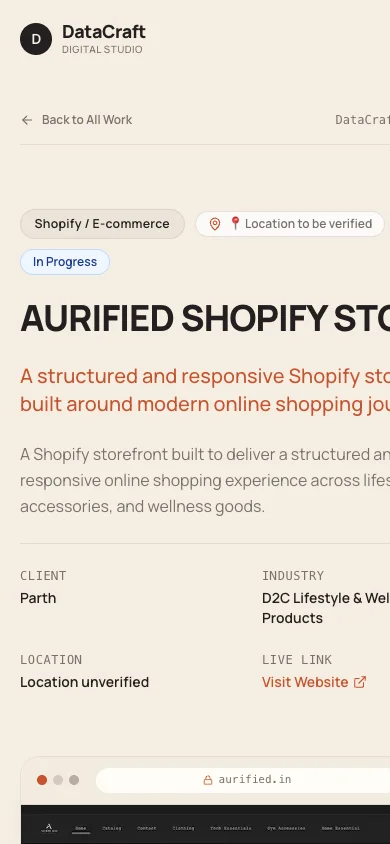 D
DataCraft
DIGITAL STUDIO
Back to All Work
DataCraf
Shopify / E-commerce
Location to be verified
In Progress
AURIFIED SHOPIFY STO
A structured and responsive Shopify sto
built around modern online shopping jou
A Shopify storefront built to deliver a structured an
responsive online shopping experience across lifes
accessories, and wellness goods.
CLIENT
INDUSTRY
Parth
D2C Lifestyle & Wel
Products
LOCATION
LIVE LINK
Location unverified
Visit Website
aurified.in
Home Catalog Contact Clothing Tech Essentials Gym Accessories Home Essential